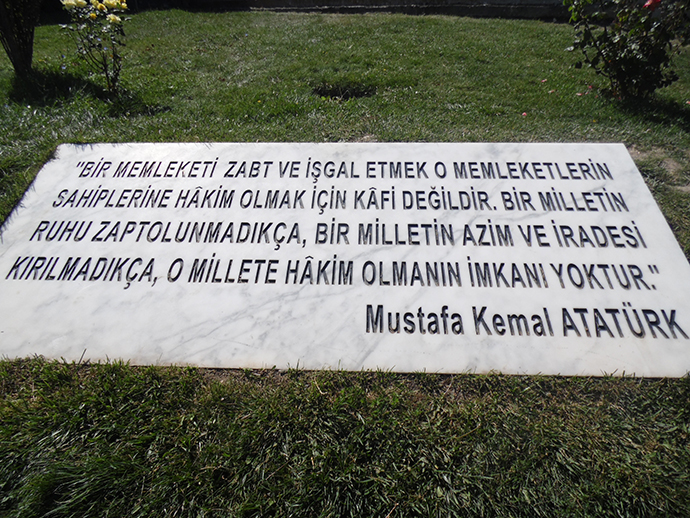 "BİR MEMLEKETİ ZABT VE İŞGAL ETMEK O MEMLEKETLERİN
SAHİPLERİNE HÂKİM OLMAK İÇİN KÂFİ DEĞİLDİR. BİR MİLLETİN
RUHU ZAPTOLUNMADIKÇA, BİR MİLLETİN AZİM VE İRADESİ
KIRILMADIKÇA, O MİLLETE HÂKİM OLMANIN İMKANI YOKTUR."
Mustafa Kemal ATATÜRK